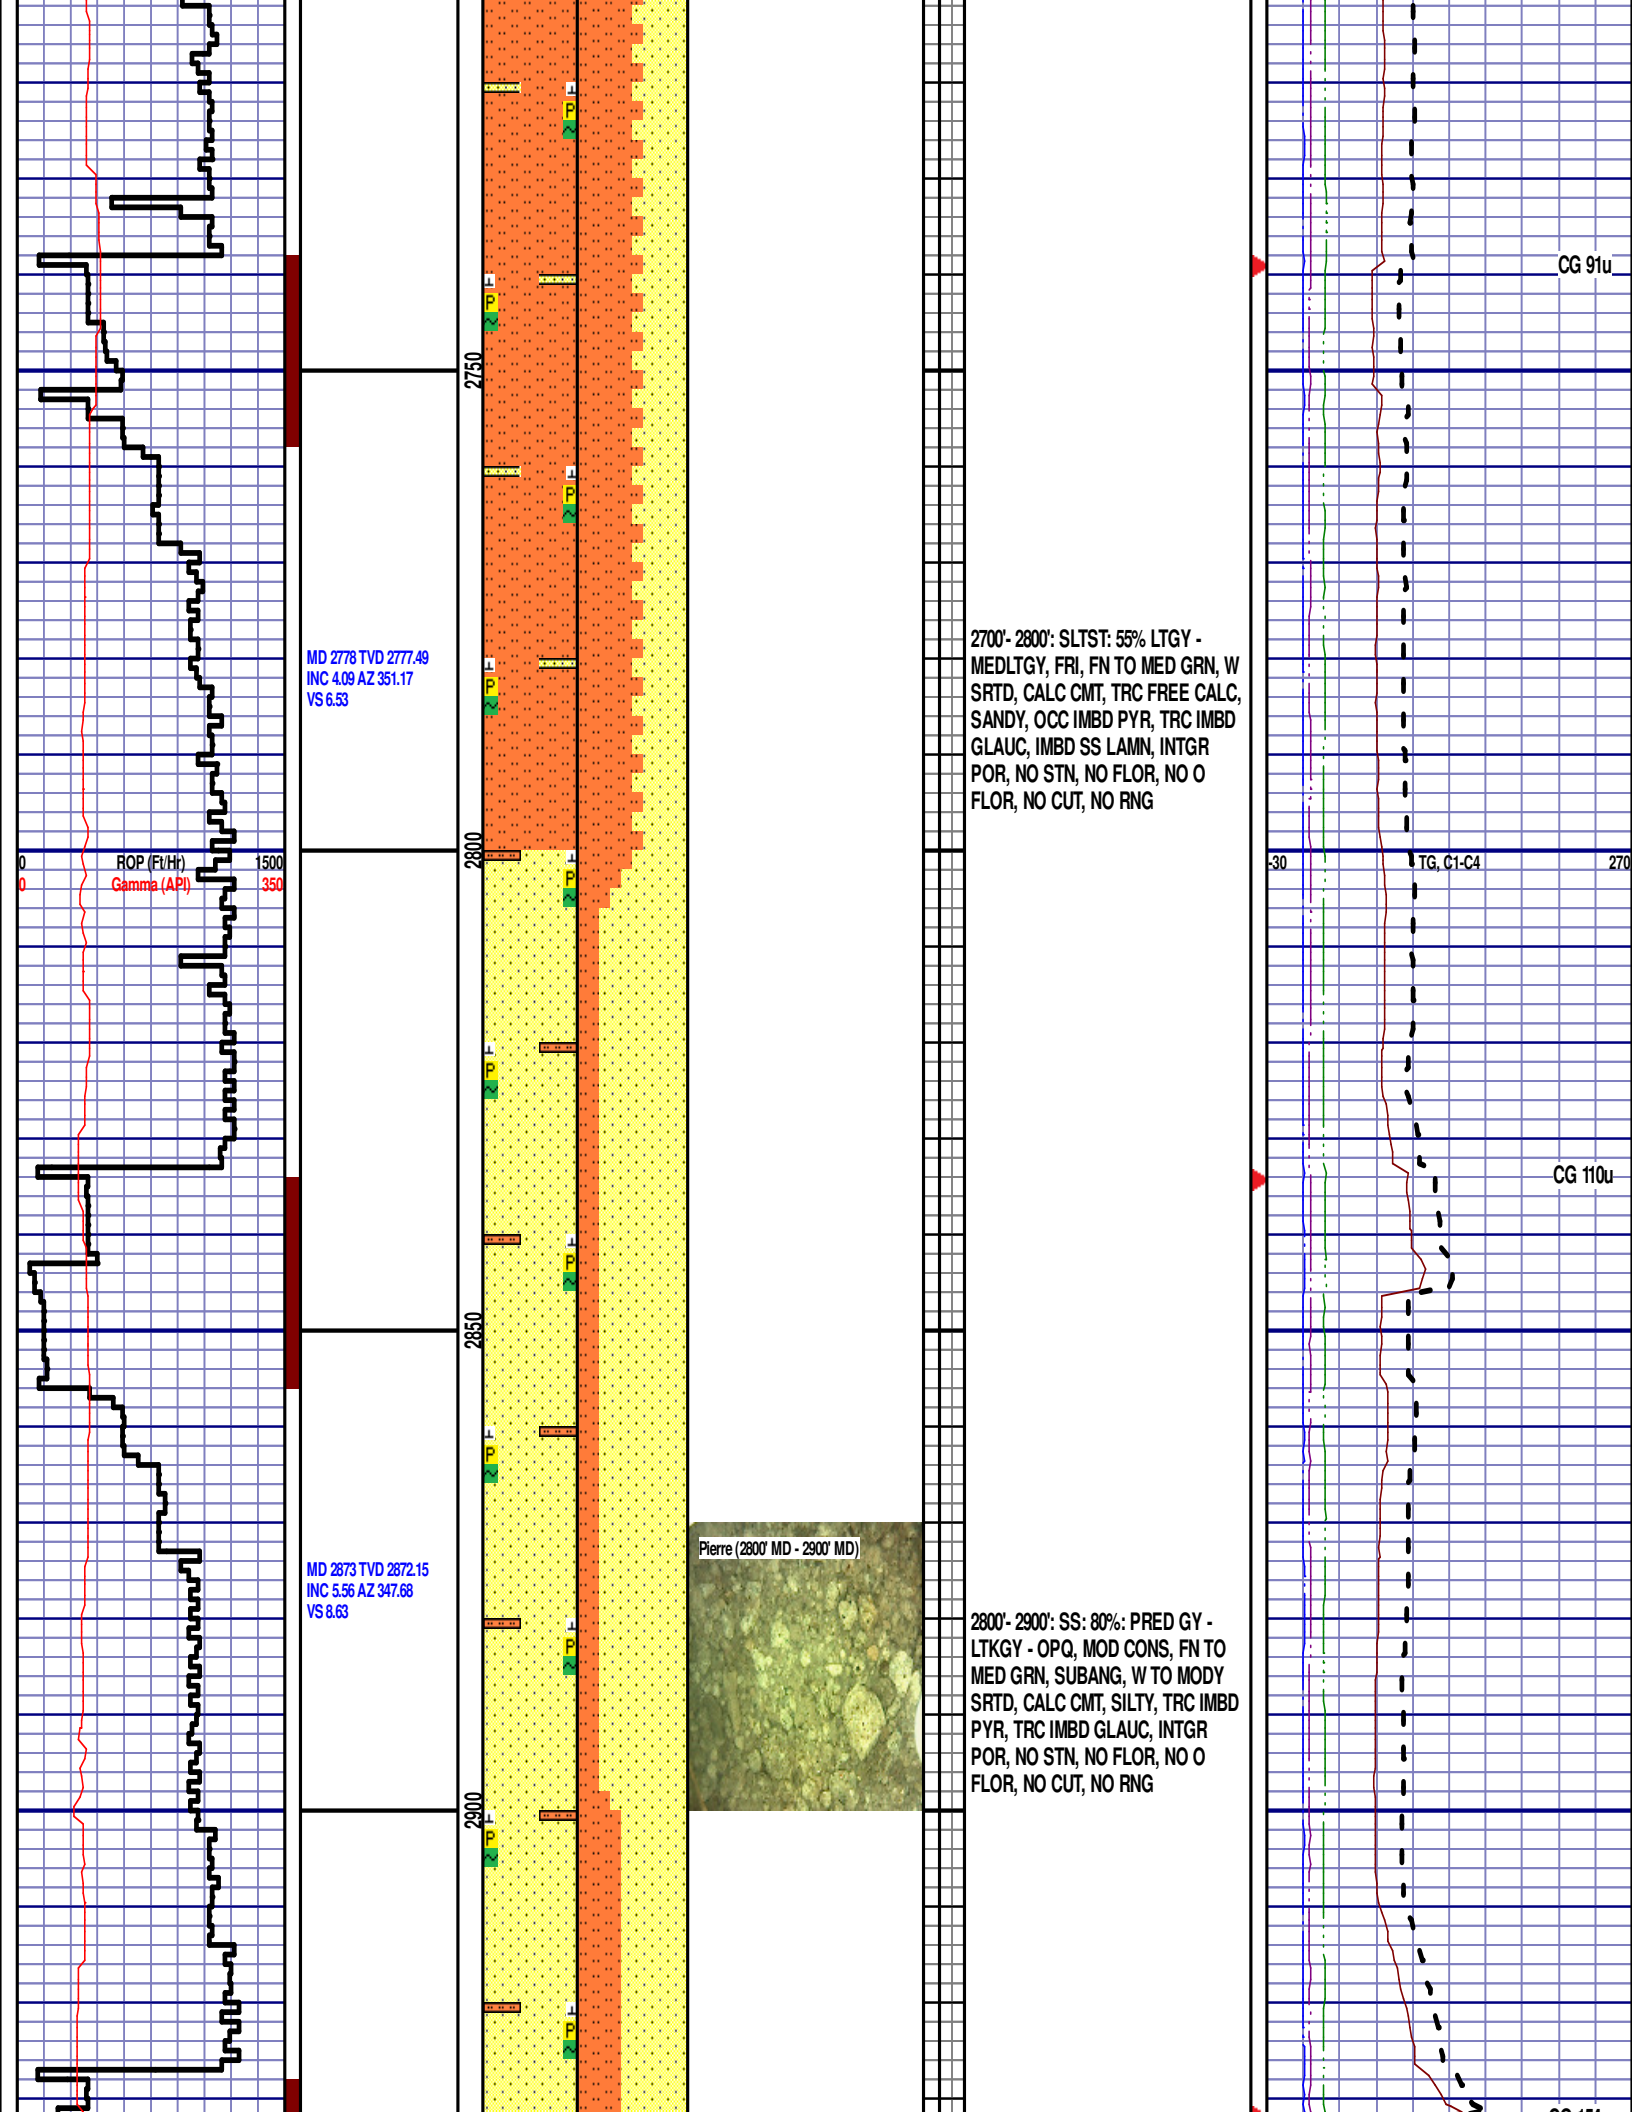 CG 91u
2750
2700'- 2800': SLTST: 55% LTGY -
MEDLTGY, FRI, FN TO MED GRN, W
SRTD, CALC CMT, TRC FREE CALC,
SANDY, OCC IMBD PYR, TRC IMBD
GLAUC, IMBD SS LAMN, INTGR
POR, NO STN, NO FLOR, NO O
FLOR, NO CUT, NO RNG
MD 2778 TVD 2777.49
INC 4.09 AZ 351.17
VS 6.53
2800
0 ROP (Ft/Hr) 1500
0 Gamma (API) 350
-30 TG, C1-C4 270
CG 110u
2850
Pierre (2800' MD - 2900' MD)
MD 2873 TVD 2872.15
INC 5.56 AZ 347.68
VS 8.63
2800'- 2900': SS: 80%: PRED GY -
LTKGY - OPQ, MOD CONS, FN TO
MED GRN, SUBANG, W TO MODY
SRTD, CALC CMT, SILTY, TRC IMBD
PYR, TRC IMBD GLAUC, INTGR
POR, NO STN, NO FLOR, NO O
FLOR, NO CUT, NO RNG
2900
P
P
P
P
P
P
P
P
P
P
P